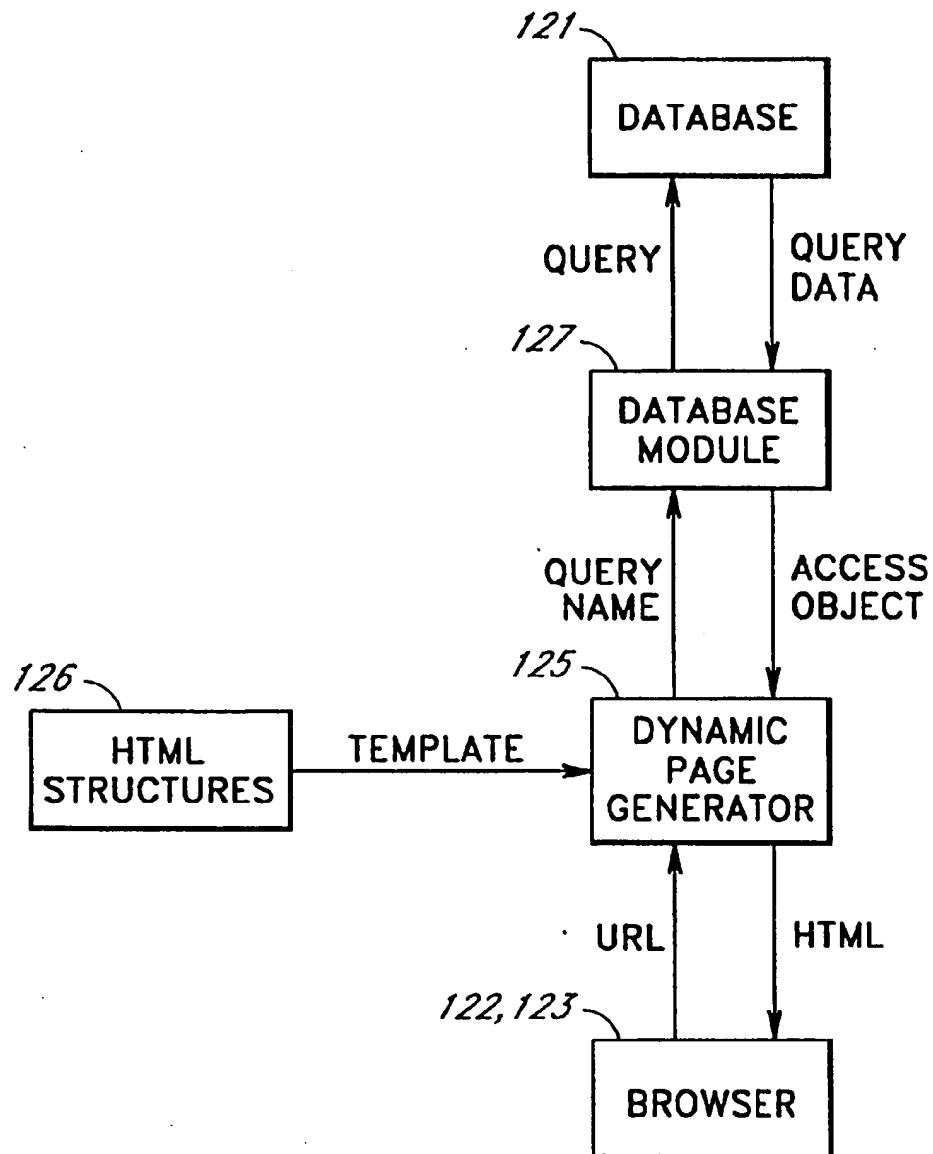 121
DATABASE
QUERY
QUERY
DATA
127
DATABASE
MODULE
QUERY
NAME
ACCESS
OBJECT
126
HTML
STRUCTURES
TEMPLATE
125
DYNAMIC
PAGE
GENERATOR
URL
HTML
122, 123
BROWSER